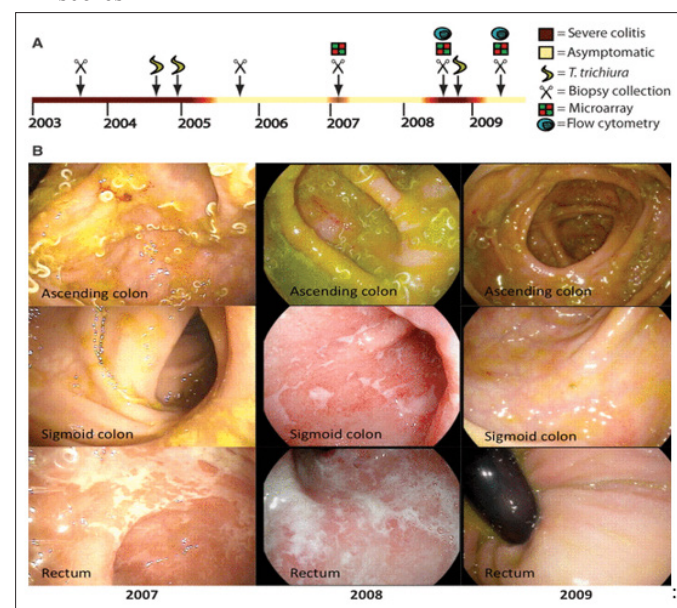 A
= Severe colitis
= Asymptomatic
= T. trichiura
= Biopsy collection
= Microarray
= Flow cytometry
2003 2004 2005 2006 2007 2008 2009
B
Ascending colon Ascending colon Ascending colon
Sigmoid colon Sigmoid colon Sigmoid colon
Rectum Rectum Rectum
2007 2008 2009